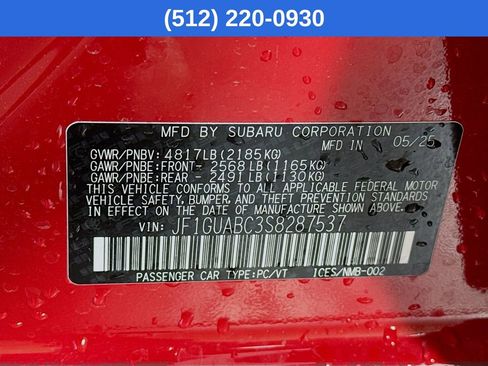 (512) 220-0930
MFD BY SUBARU CORPORATION
GVWR/PNBV: 4817LB (2185KG) MFD IN 05/25
GAWR/PNBE:FRONT- 2568LB (1165KG)
GAWR/PNBE:REAR - 2491LB (1130KG)
THIS VEHICLE CONFORMS TO ALL APPLICABLE FEDERAL MOTOR
VEHICLE SAFETY, BUMPER, AND THEFT PREVENTION STANDARDS
IN EFFECT ON THE DATE OF MANUFACTURE SHOWN ABOVE.
VIN: JF1GUABC3S8287537
PASSENGER CAR TYPE:PC/VT ICES/NMB-002